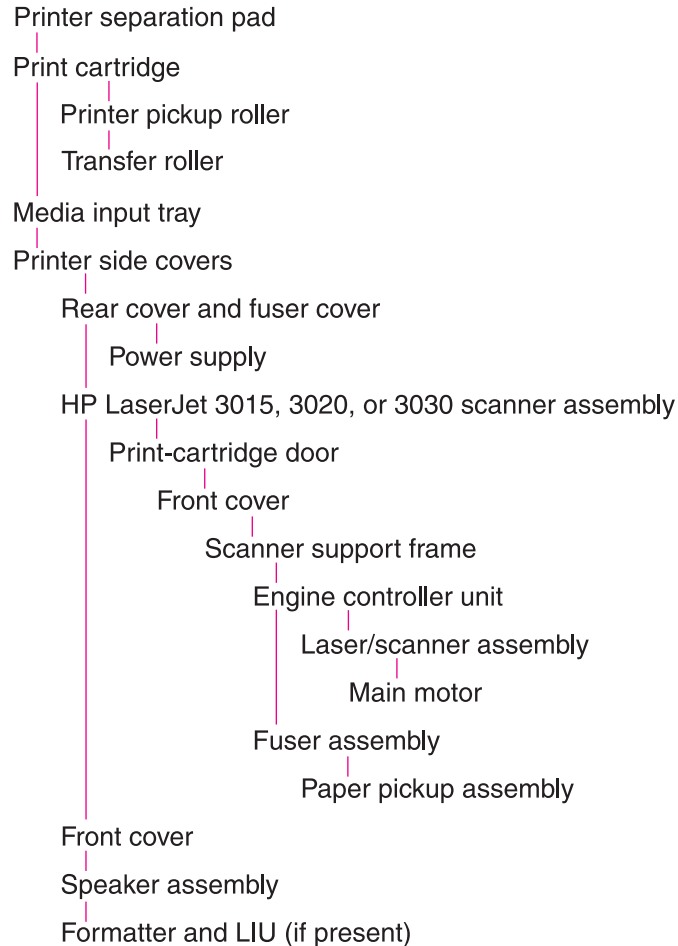 Printer separation pad
Print cartridge
Printer pickup roller
Transfer roller
Media input tray
Printer side covers
Rear cover and fuser cover
Power supply
HP LaserJet 3015, 3020, or 3030 scanner assembly
Print-cartridge door
Front cover
Scanner support frame
Engine controller unit
Laser/scanner assembly
Main motor
Fuser assembly
Paper pickup assembly
Front cover
Speaker assembly
Formatter and LIU (if present)